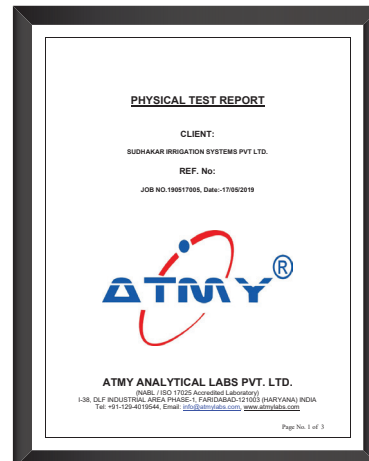 PHYSICAL TEST REPORT
CLIENT:
SUDHAKAR IRRIGATION SYSTEMS PVT LTD.
REF. No:
JOB NO.190517005, Date:-17/05/2019
ATMY®
ATMY ANALYTICAL LABS PVT. LTD.
(NABL / ISO 17025 Accredited Laboratory)
I-38, DLF INDUSTRIAL AREA PHASE-1, FARIDABAD-121003 (HARYANA) INDIA
Tel: +91-129-4019544, Email: info@atmylabs.com, www.atmylabs.com
Page No. 1 of 3